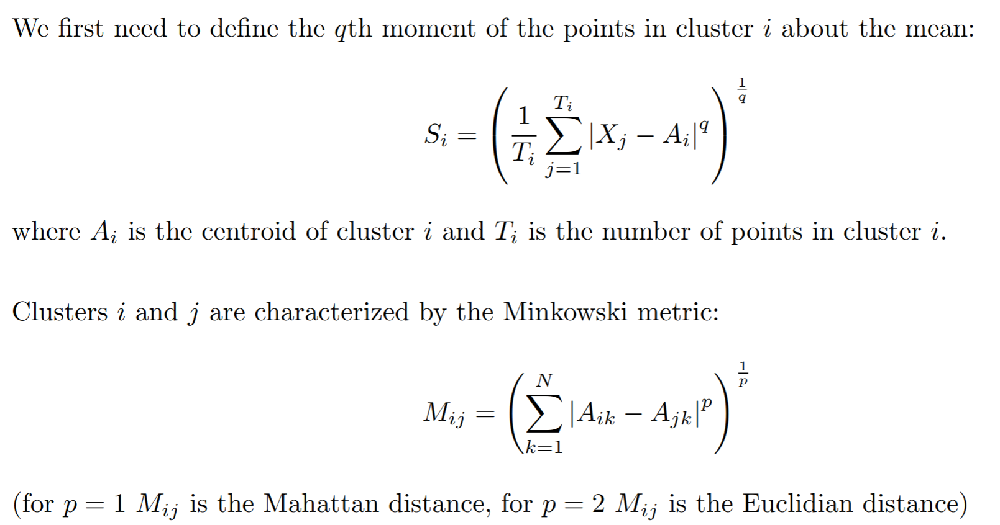 We first need to define the qth moment of the points in cluster i about the mean:
S_i = \left( \frac{1}{T_i} \sum_{j=1}^{T_i} |X_j - A_i|^q \right)^{\frac{1}{q}}
where A_i is the centroid of cluster i and T_i is the number of points in cluster i.
Clusters i and j are characterized by the Minkowski metric:
M_{ij} = \left( \sum_{k=1}^{N} |A_{ik} - A_{jk}|^p \right)^{\frac{1}{p}}
(for p = 1 M_{ij} is the Mahattan distance, for p = 2 M_{ij} is the Euclidian distance)